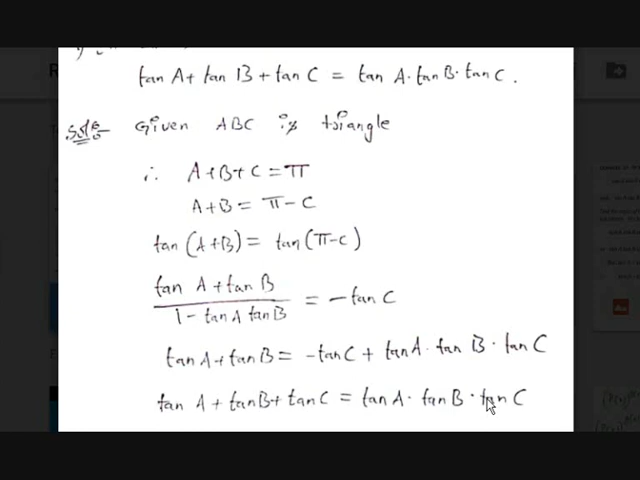 tan A + tan B + tan C = tan A · tan B · tan C .
Sol:- Given ABC is triangle
∴ A+B+C = π
A+B = π - C
tan (A+B) = tan (π-C)
tan A + tan B
1 - tan A tan B = - tan C
tan A + tan B = - tan C + tan A · tan B · tan C
tan A + tan B + tan C = tan A · tan B · tan C